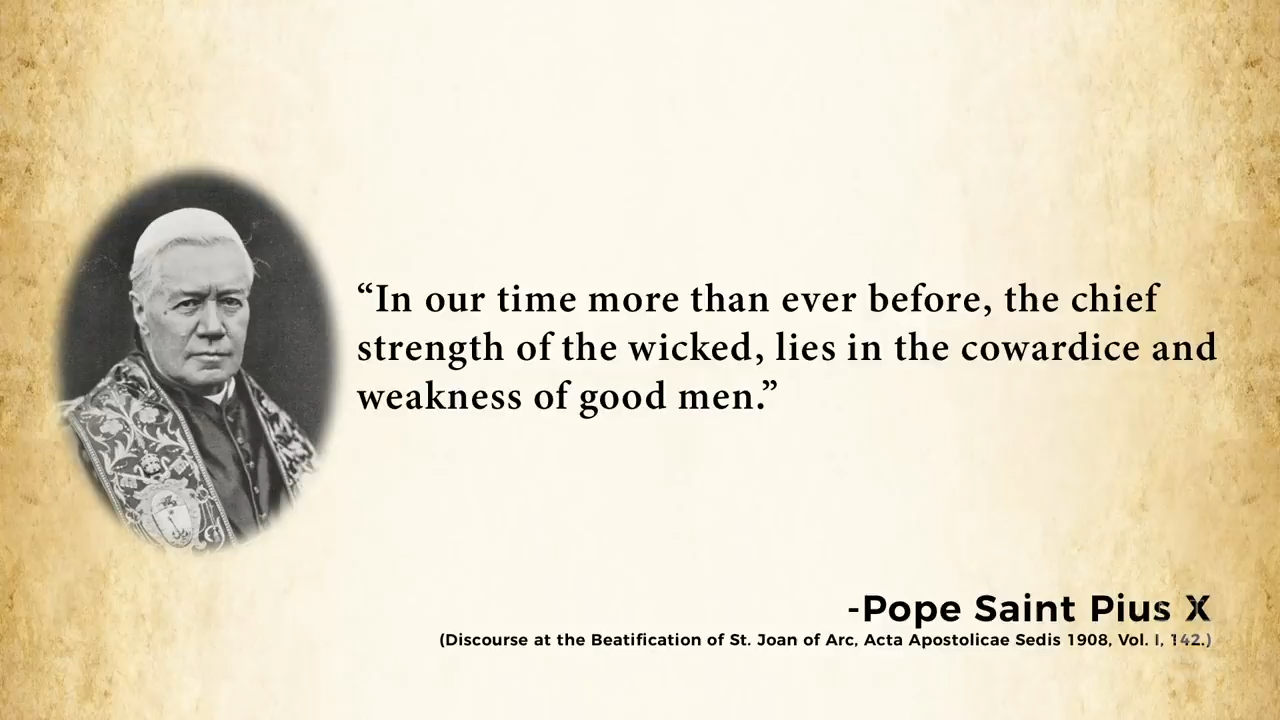 “In our time more than ever before, the chief
strength of the wicked, lies in the cowardice and
weakness of good men.”
-Pope Saint Pius X
(Discourse at the Beatification of St. Joan of Arc, Acta Apostolicae Sedis 1908, Vol. I, 142.)